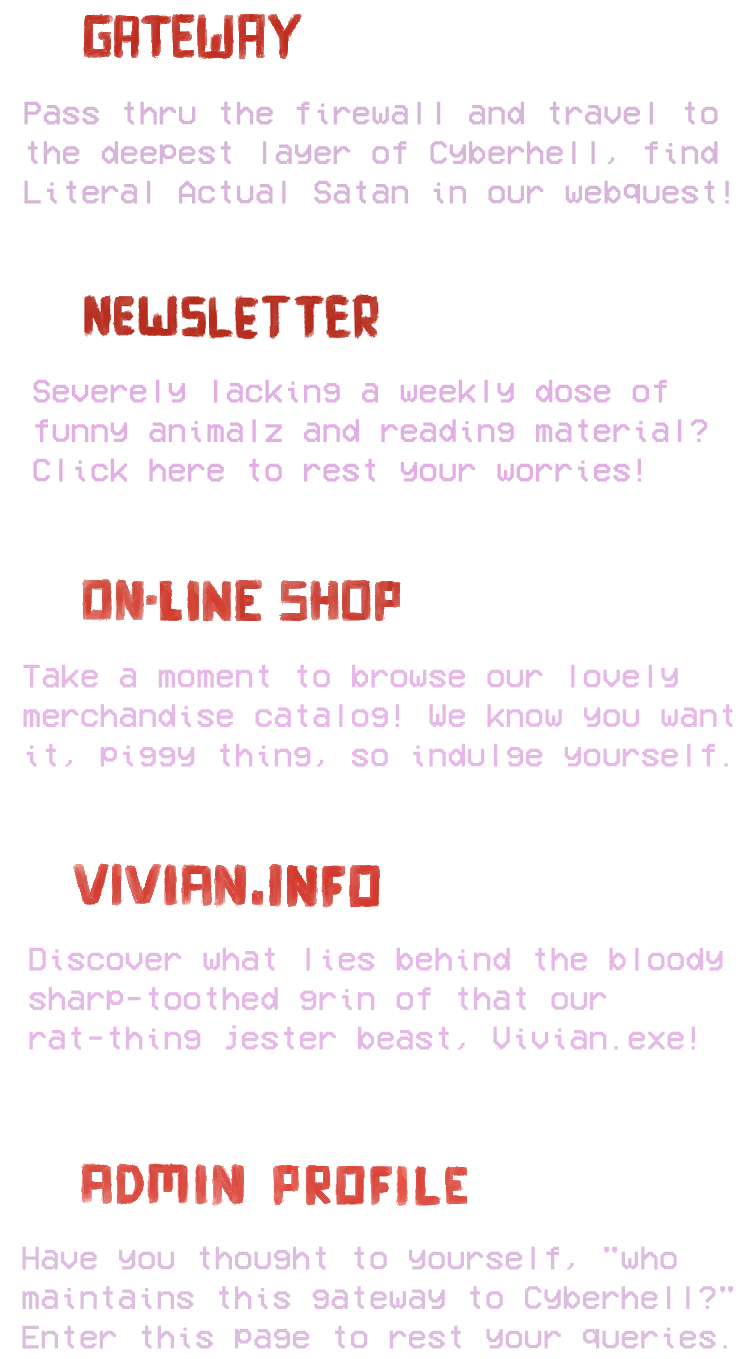 GATEWAY
Pass thru the firewall and travel to
the deepest layer of Cyberhell, find
Literal Actual Satan in our webquest!
NEWSLETTER
Severely lacking a weekly dose of
funny animalz and reading material?
Click here to rest your worries!
ON-LINE SHOP
Take a moment to browse our lovely
merchandise catalog! We know you want
it, piggy thing, so indulge yourself.
VIVIAN.INFO
Discover what lies behind the bloody
sharp-toothed grin of that our
rat-thing jester beast, Vivian.exe!
ADMIN PROFILE
Have you thought to yourself, "who
maintains this gateway to Cyberhell?"
Enter this page to rest your queries.